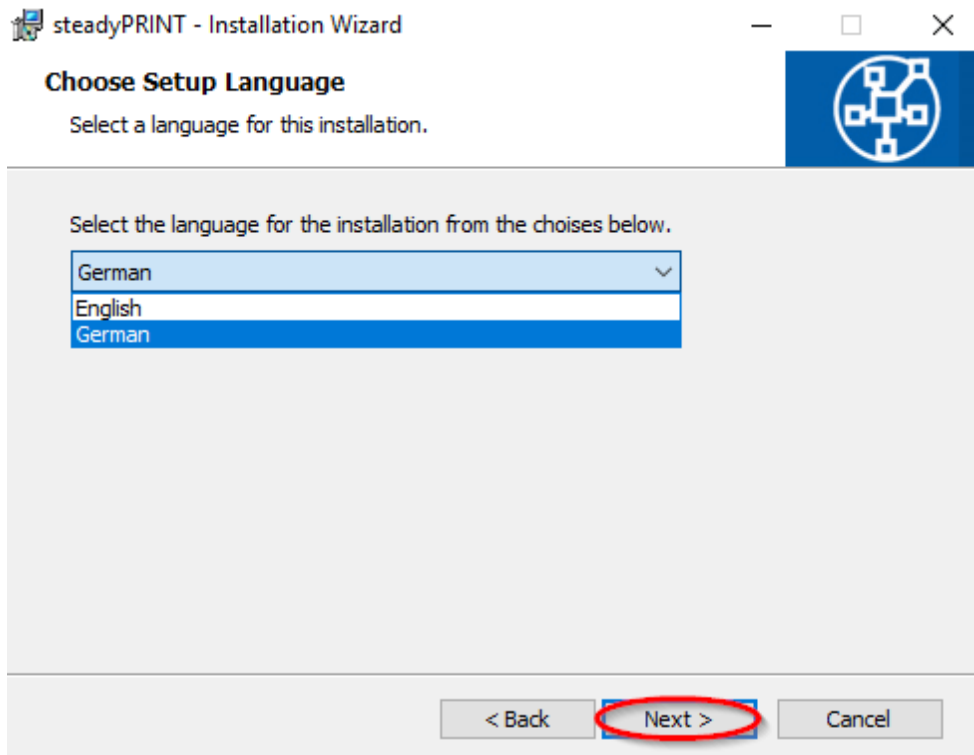 steadyPRINT - Installation Wizard
Choose Setup Language
Select a language for this installation.
Select the language for the installation from the choises below.
German
English
German
< Back Next > Cancel